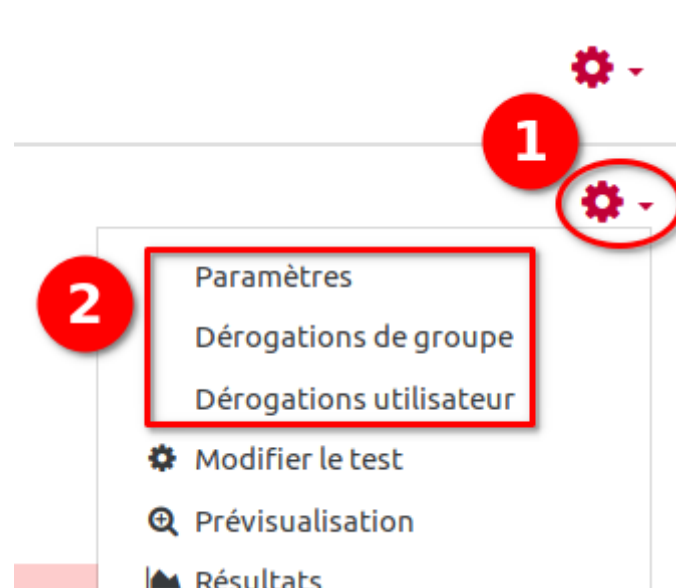 1
2
Paramètres
Dérogations de groupe
Dérogations utilisateur
Modifier le test
Prévisualisation
Résultats